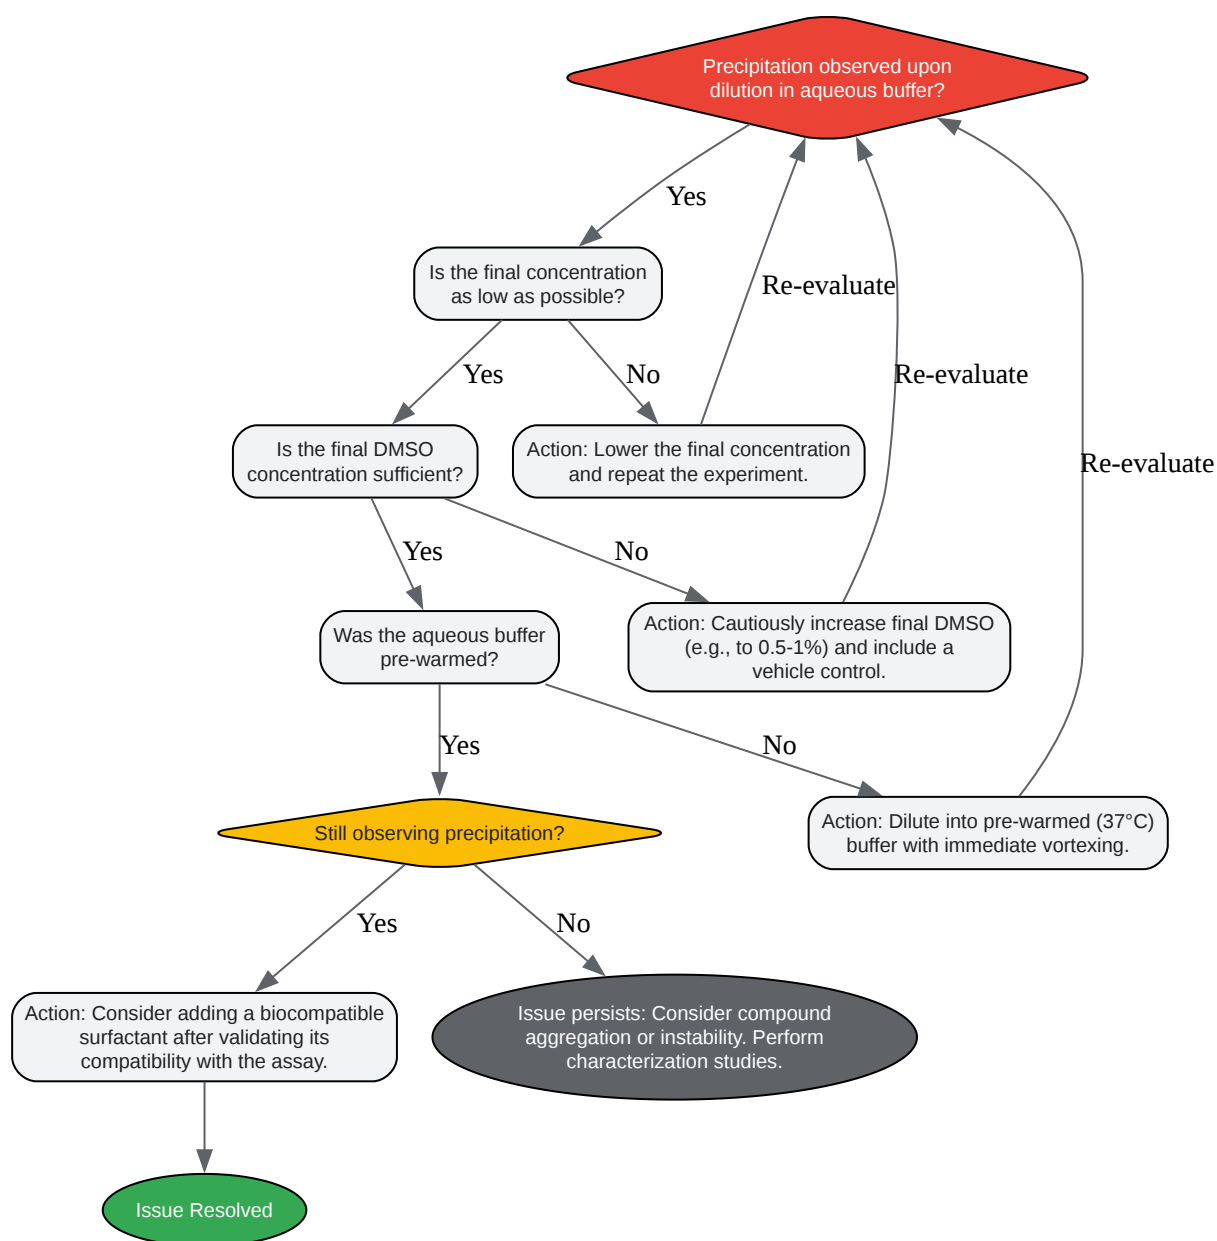 Precipitation observed upon
dilution in aqueous buffer?
Yes
Is the final concentration
as low as possible?
Re-evaluate
Yes
No
Re-evaluate
Is the final DMSO
concentration sufficient?
Action: Lower the final concentration
and repeat the experiment.
Re-evaluate
Yes
No
Was the aqueous buffer
pre-warmed?
Action: Cautiously increase final DMSO
(e.g., to 0.5-1%) and include a
vehicle control.
Yes
No
Still observing precipitation?
Action: Dilute into pre-warmed (37°C)
buffer with immediate vortexing.
Yes
No
Action: Consider adding a biocompatible
surfactant after validating its
compatibility with the assay.
Issue persists: Consider compound
aggregation or instability. Perform
characterization studies.
Issue Resolved